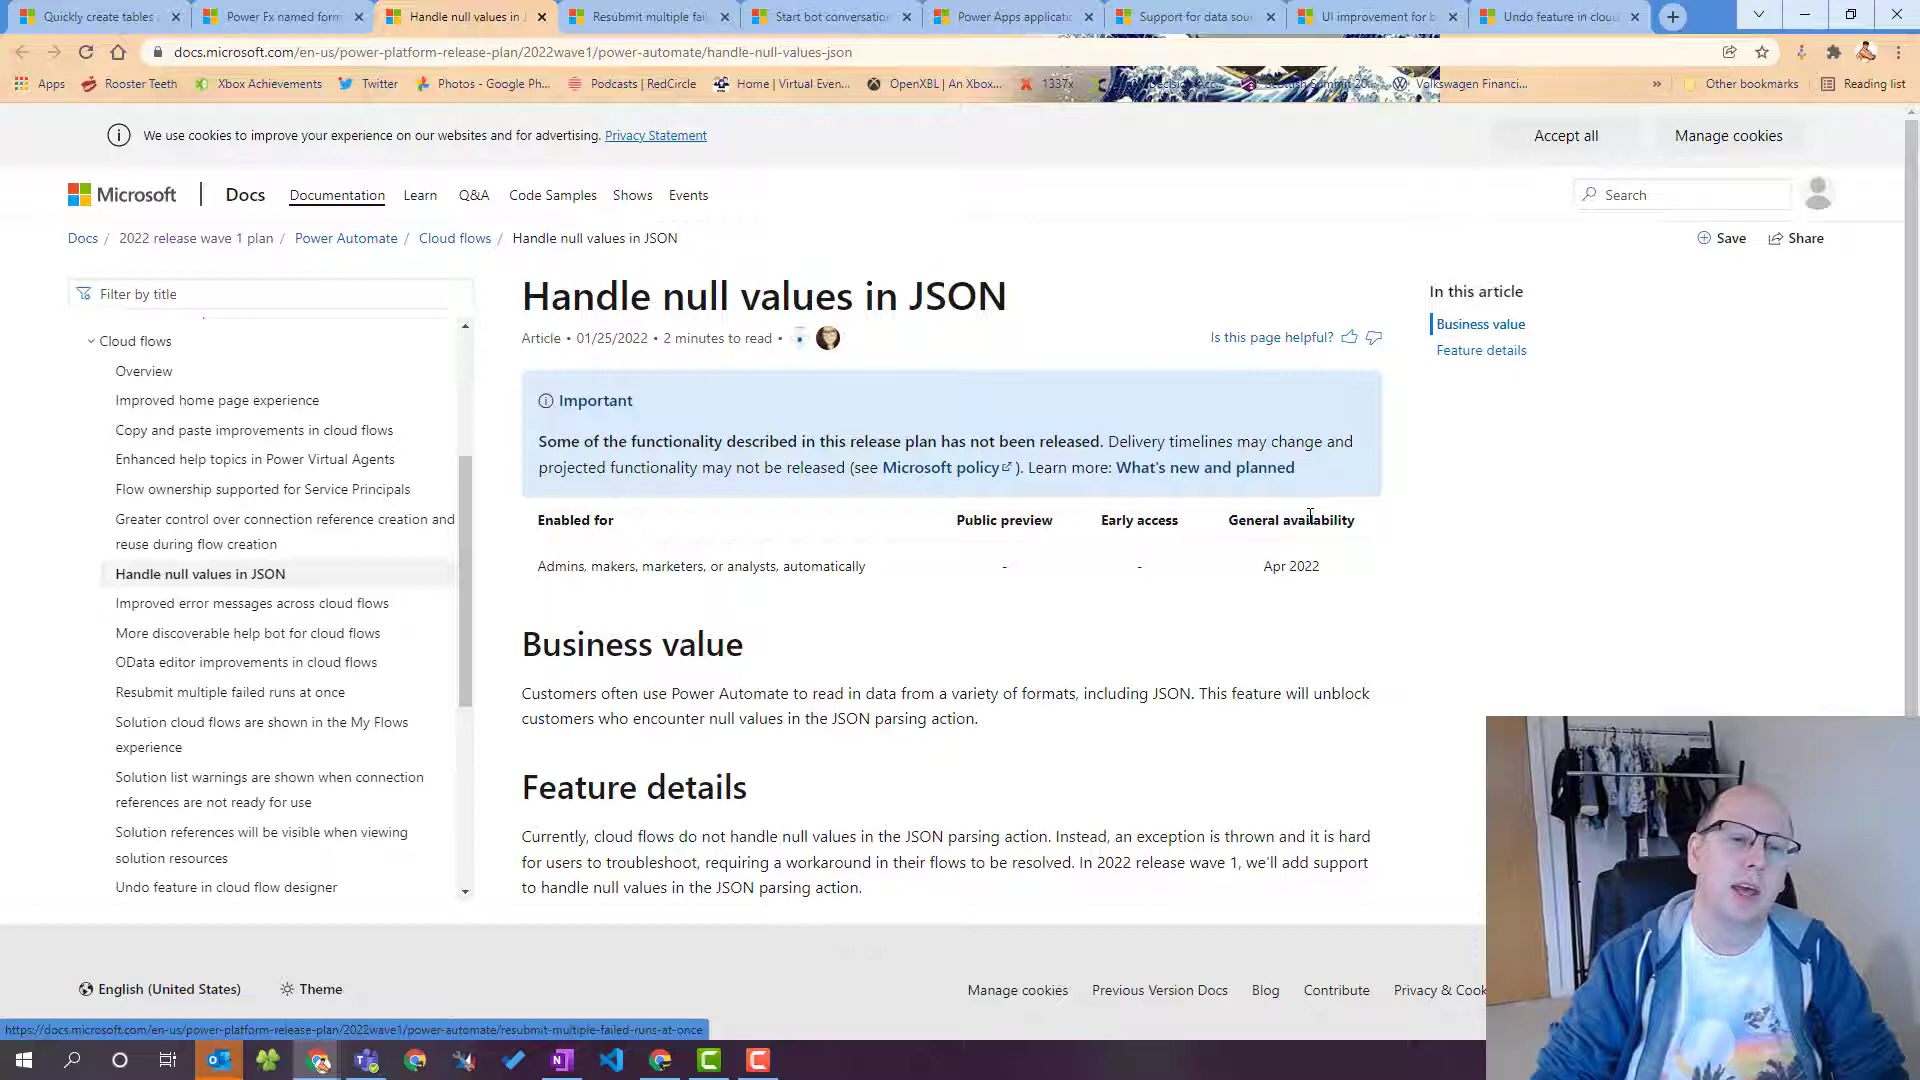 Quickly create tables
Power Fx named form
Handle null values in
Resubmit multiple fai
Start bot conversation
Power Apps applicatio
Support for data sou
UI improvement for b
Undo feature in cloud
docs.microsoft.com/en-us/power-platform-release-plan/2022wave1/power-automate/handle-null-values-json
Apps
Rooster Teeth
Xbox Achievements
Twitter
Photos - Google Ph...
Podcasts | RedCircle
Home | Virtual Even...
OpenXBL | An Xbox...
1337x
Scottish Summit 20...
Volkswagen Financi...
»
Other bookmarks
Reading list
We use cookies to improve your experience on our websites and for advertising. Privacy Statement
Accept all
Manage cookies
Microsoft
Docs
Documentation
Learn
Q&A
Code Samples
Shows
Events
Search
Docs / 2022 release wave 1 plan / Power Automate / Cloud flows / Handle null values in JSON
Save
Share
Filter by title
Cloud flows
Overview
Improved home page experience
Copy and paste improvements in cloud flows
Enhanced help topics in Power Virtual Agents
Flow ownership supported for Service Principals
Greater control over connection reference creation and
reuse during flow creation
Handle null values in JSON
Improved error messages across cloud flows
More discoverable help bot for cloud flows
OData editor improvements in cloud flows
Resubmit multiple failed runs at once
Solution cloud flows are shown in the My Flows
experience
Solution list warnings are shown when connection
references are not ready for use
Solution references will be visible when viewing
solution resources
Undo feature in cloud flow designer
Handle null values in JSON
Article • 01/25/2022 • 2 minutes to read •
Is this page helpful?
Important
Some of the functionality described in this release plan has not been released. Delivery timelines may change and
projected functionality may not be released (see Microsoft policy ). Learn more: What's new and planned
Enabled for
Public preview
Early access
General availability
Admins, makers, marketers, or analysts, automatically
-
-
Apr 2022
Business value
Customers often use Power Automate to read in data from a variety of formats, including JSON. This feature will unblock
customers who encounter null values in the JSON parsing action.
Feature details
Currently, cloud flows do not handle null values in the JSON parsing action. Instead, an exception is thrown and it is hard
for users to troubleshoot, requiring a workaround in their flows to be resolved. In 2022 release wave 1, we'll add support
to handle null values in the JSON parsing action.
In this article
Business value
Feature details
English (United States)
Theme
Manage cookies
Previous Version Docs
Blog
Contribute
Privacy & Cook
https://docs.microsoft.com/en-us/power-platform-release-plan/2022wave1/power-automate/resubmit-multiple-failed-runs-at-once